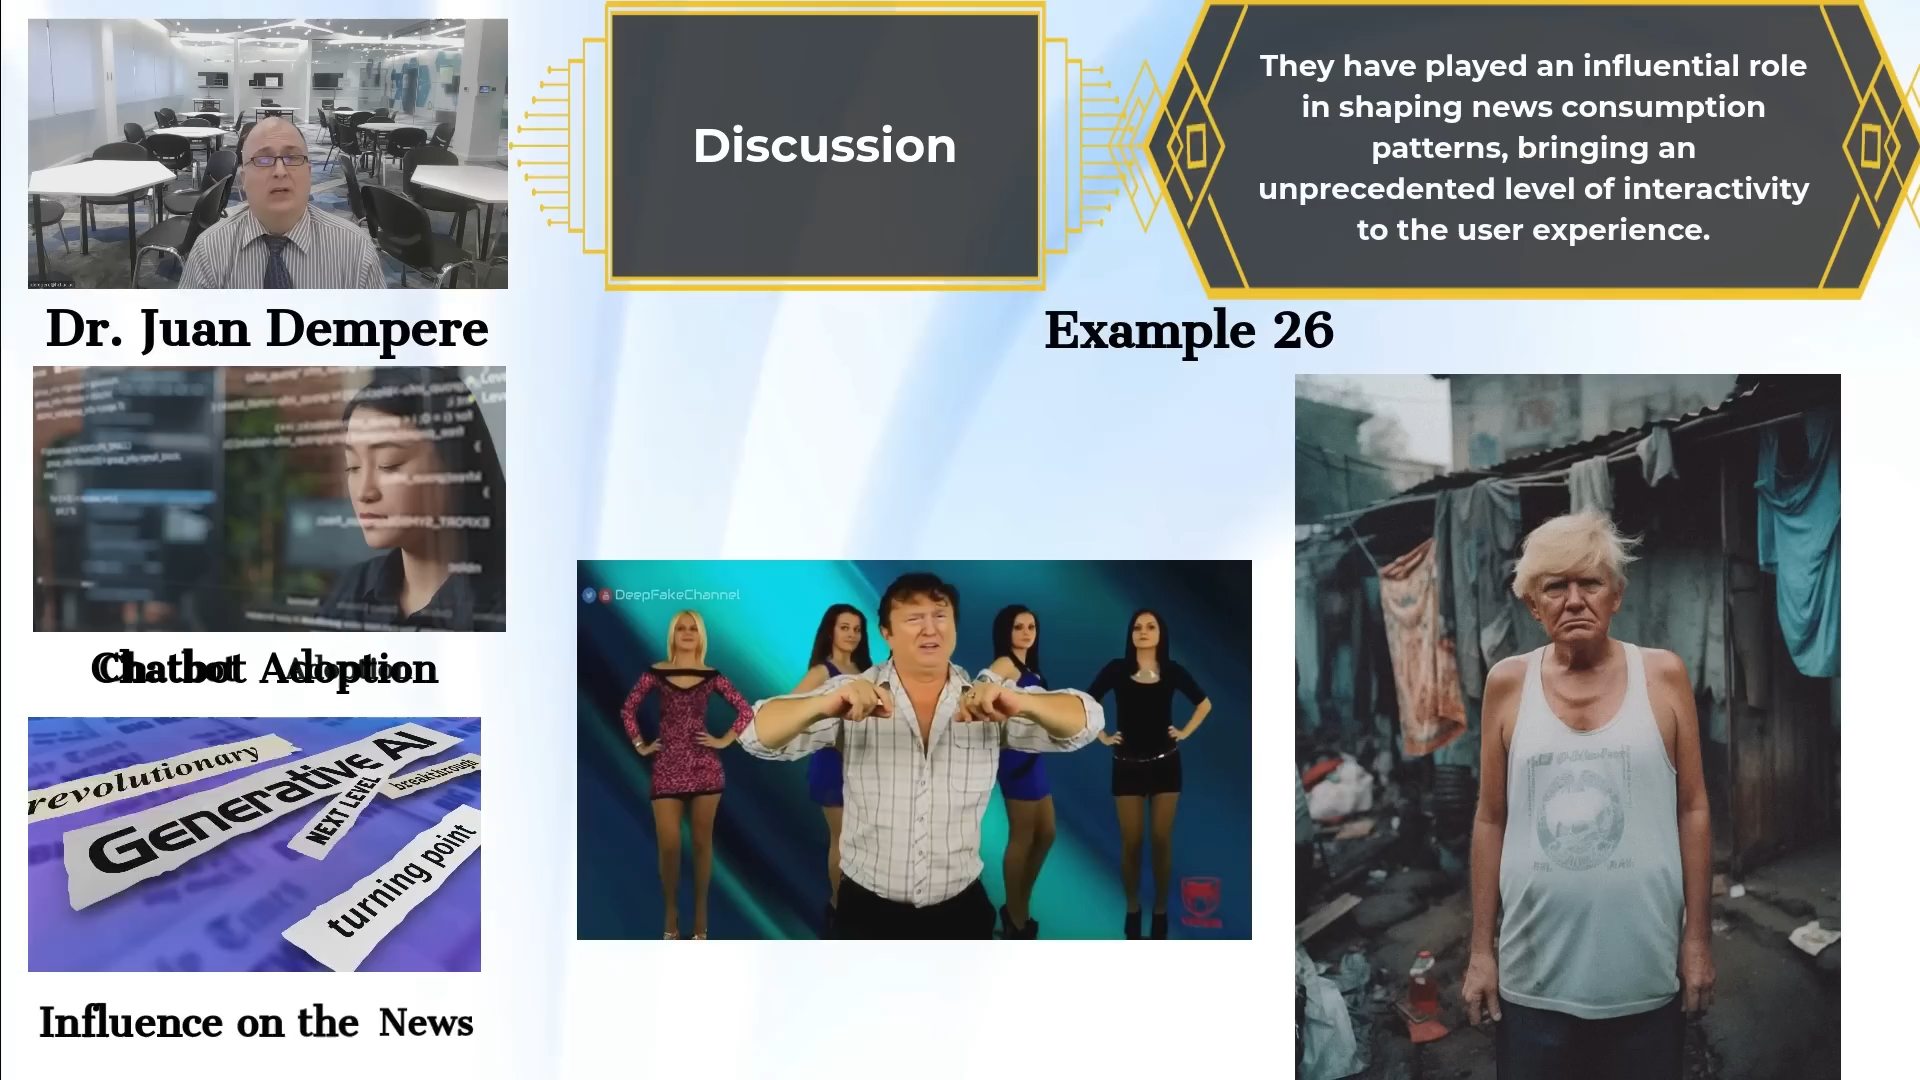 Discussion
They have played an influential role
in shaping news consumption
patterns, bringing an
unprecedented level of interactivity
to the user experience.
Dr. Juan Dempere
Example 26
DeepFakeChannel
Chatbot Adoption
revolutionary
Generative AI
NEXT LEVEL
breakthrough
turning point
Influence on the News